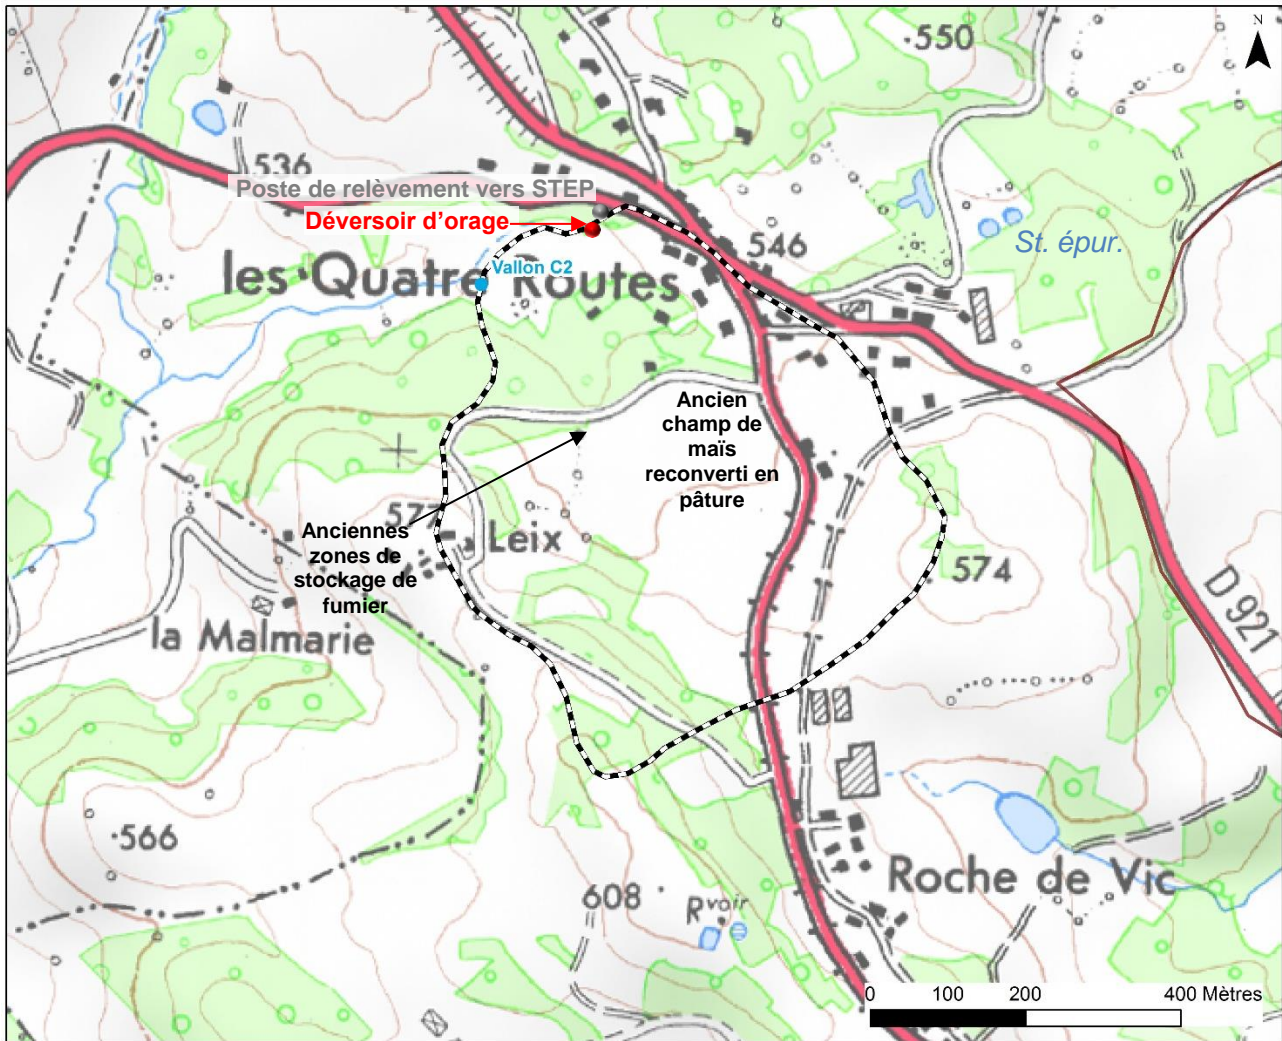 N
550
536
Poste de relèvement vers STEP
Déversoir d'orage
546
St. épur.
Vallon C2
les Quatre Routes
Ancien
champ de
maïs
reconverti en
pâture
577
Anciennes
zones de
stockage de
fumier
Leix
574
D 921
la Malmarie
566
608
Rvoir
Roche de Vic
0 100 200 400 Mètres